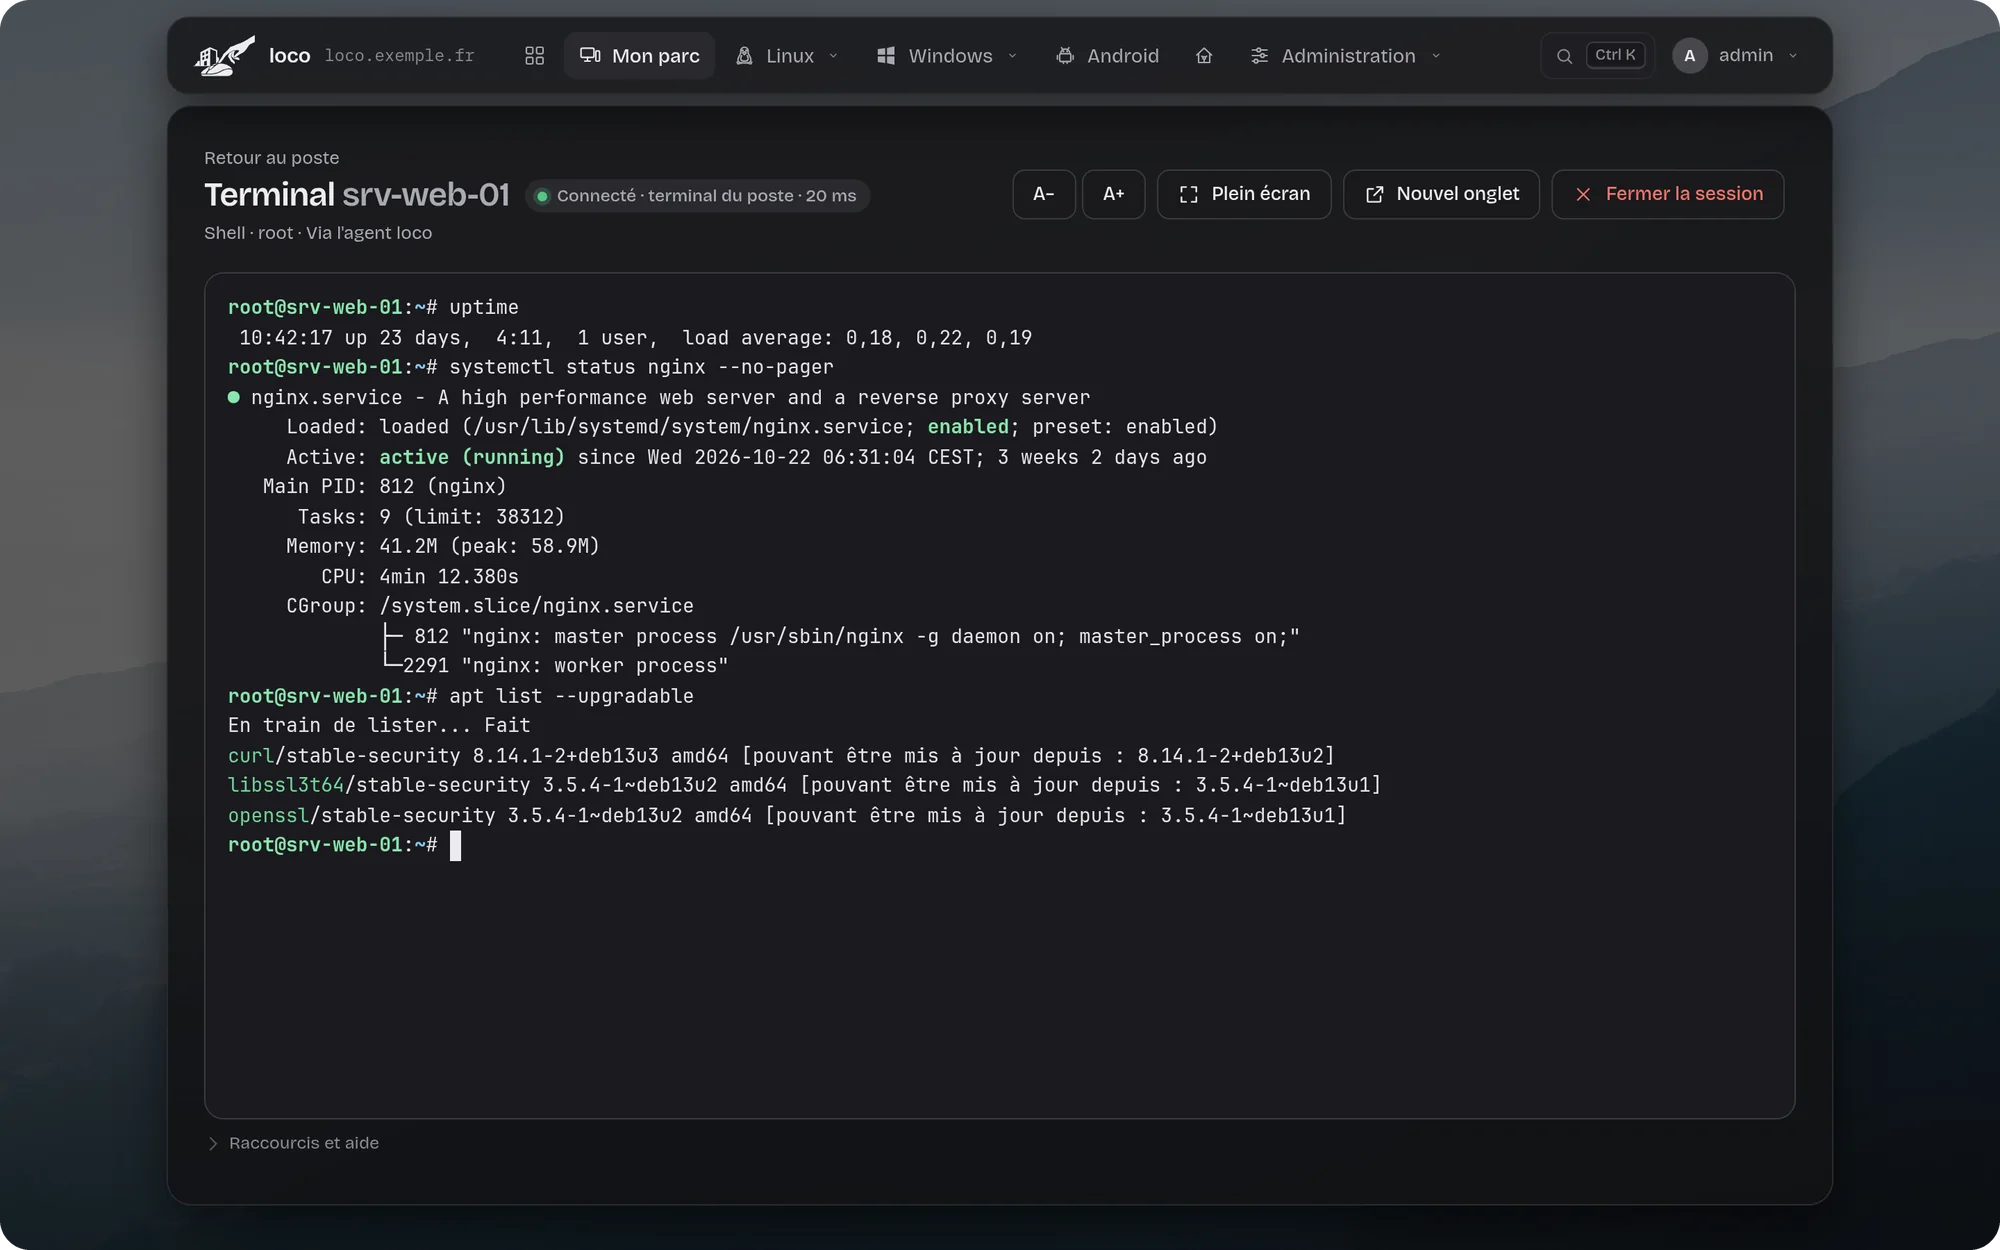 loco loco.exemple.fr Mon parc Linux Windows Android Administration Ctrl K A admin
Retour au poste
Terminal srv-web-01 Connecté · terminal du poste · 20 ms A- A+ Plein écran Nouvel onglet Fermer la session
Shell · root · Via l'agent loco
root@srv-web-01:~# uptime
 10:42:17 up 23 days,  4:11,  1 user,  load average: 0,18, 0,22, 0,19
root@srv-web-01:~# systemctl status nginx --no-pager
● nginx.service - A high performance web server and a reverse proxy server
     Loaded: loaded (/usr/lib/systemd/system/nginx.service; enabled; preset: enabled)
     Active: active (running) since Wed 2026-10-22 06:31:04 CEST; 3 weeks 2 days ago
   Main PID: 812 (nginx)
      Tasks: 9 (limit: 38312)
     Memory: 41.2M (peak: 58.9M)
        CPU: 4min 12.380s
     CGroup: /system.slice/nginx.service
             ├─ 812 "nginx: master process /usr/sbin/nginx -g daemon on; master_process on;"
             └─2291 "nginx: worker process"
root@srv-web-01:~# apt list --upgradable
En train de lister... Fait
curl/stable-security 8.14.1-2+deb13u3 amd64 [pouvant être mis à jour depuis : 8.14.1-2+deb13u2]
libssl3t64/stable-security 3.5.4-1~deb13u2 amd64 [pouvant être mis à jour depuis : 3.5.4-1~deb13u1]
openssl/stable-security 3.5.4-1~deb13u2 amd64 [pouvant être mis à jour depuis : 3.5.4-1~deb13u1]
root@srv-web-01:~#
Raccourcis et aide